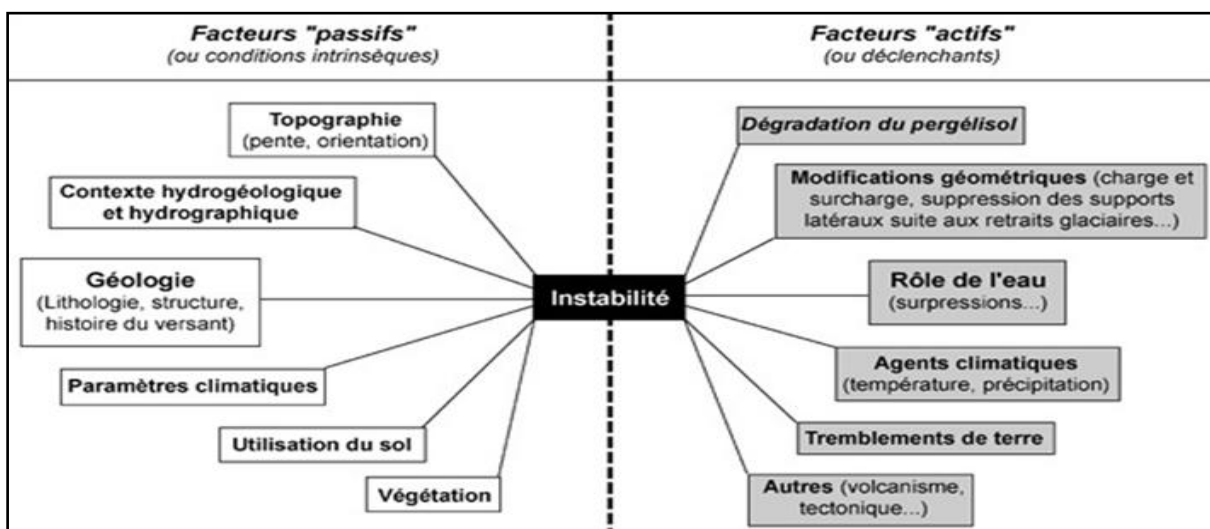 Facteurs "passifs"
(ou conditions intrinsèques)
Topographie
(pente, orientation)
Contexte hydrogéologique
et hydrographique
Géologie
(Lithologie, structure,
histoire du versant)
Paramètres climatiques
Utilisation du sol
Végétation
Instabilité
Facteurs "actifs"
(ou déclenchants)
Dégradation du pergélisol
Modifications géométriques (charge et
surcharge, suppression des supports
latéraux suite aux retraits glaciaires...)
Rôle de l'eau
(surpressions...)
Agents climatiques
(température, précipitation)
Tremblements de terre
Autres (volcanisme,
tectonique...)